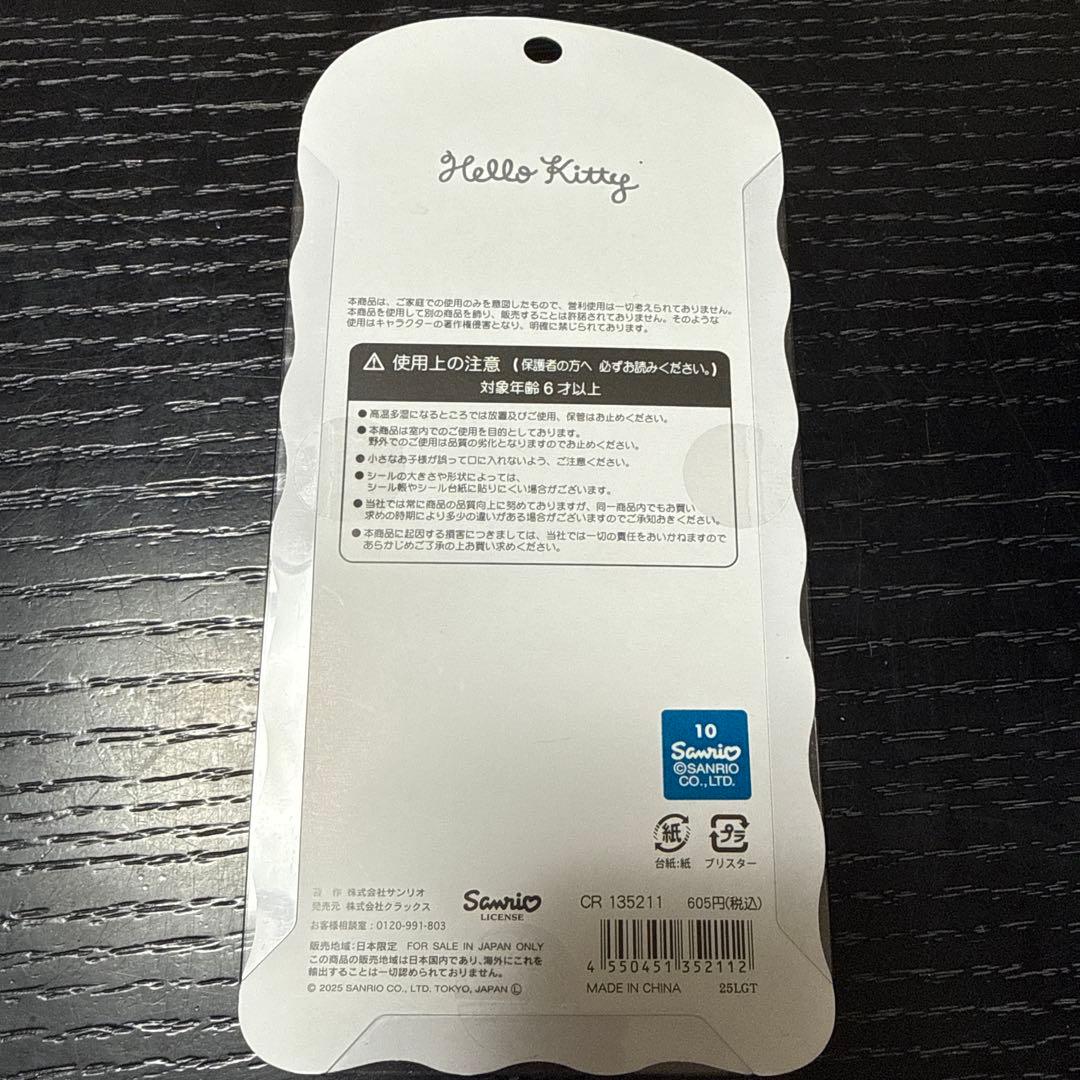 Hello Kitty
本商品は、ご家庭での使用のみを意図したもので、営利使用は一切考えられておりません。
本商品を使用して別の商品を飾り、販売することは許諾されておりません。そのような
使用はキャラクターの著作権侵害となり、明確に禁じられております。
⚠ 使用上の注意 (保護者の方へ 必ずお読みください。)
対象年齢6才以上
●高温多湿になるところでは放置及びご使用、保管はお止めください。
●本商品は室内でのご使用を目的としております。
野外でのご使用は品質の劣化となりますのでお止めください。
●小さなお子様が誤って口に入れないよう、ご注意ください。
●シールの大きさや形状によっては、
シール帳やシール台紙に貼りにくい場合がございます。
●当社では常に商品の品質向上に努めておりますが、同一商品内でもお買い
求めの時期により多少の違いがある場合がございますのでご承知おきください。
●本商品に起因する損害につきましては、当社では一切の責任をおいかねますので
あらかじめご了承の上お買い求めください。
10
Sanrio
©SANRIO
CO.,LTD.
紙 プラ
台紙:紙 ブリスター
作 株式会社サンリオ
発売元 株式会社クラックス
お客様相談室:0120-991-803
Sanrio
LICENSE
CR 135211 605円(税込)
販売地域:日本限定 FOR SALE IN JAPAN ONLY
この商品の販売地域は日本国内であり、海外にこれを
輸出することは一切認められておりません。
© 2025 SANRIO CO., LTD. TOKYO, JAPAN Ⓛ
4 550451 352112
MADE IN CHINA 25LGT